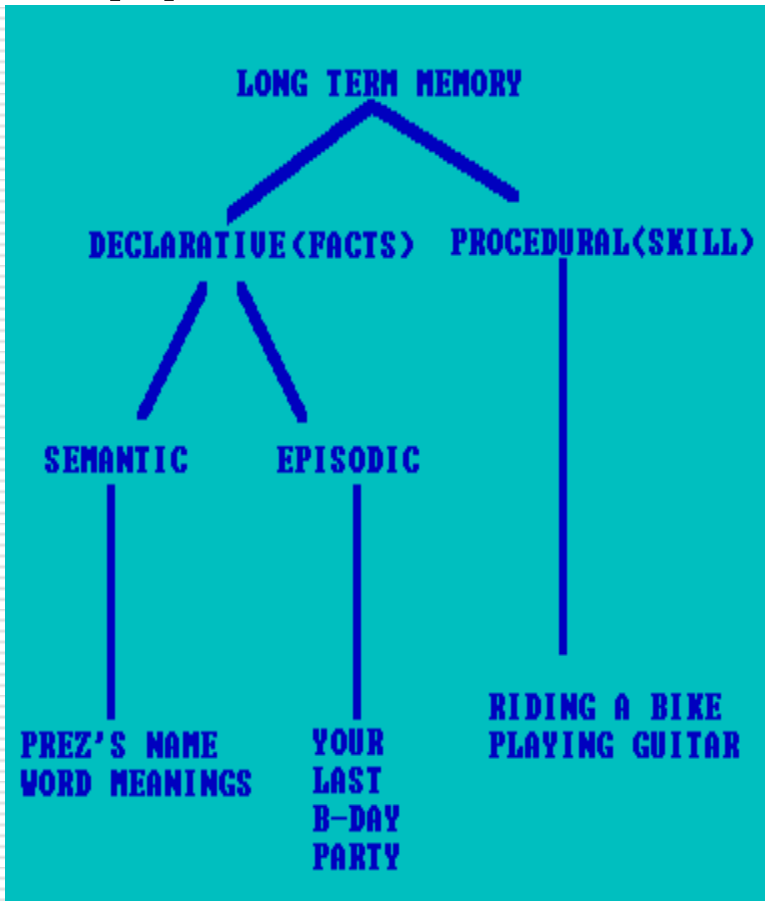 LONG TERM MEMORY
DECLARATIVE(FACTS)
PROCEDURAL(SKILL)
SEMANTIC
EPISODIC
PREZ'S NAME
WORD MEANINGS
YOUR
LAST
B-DAY
PARTY
RIDING A BIKE
PLAYING GUITAR